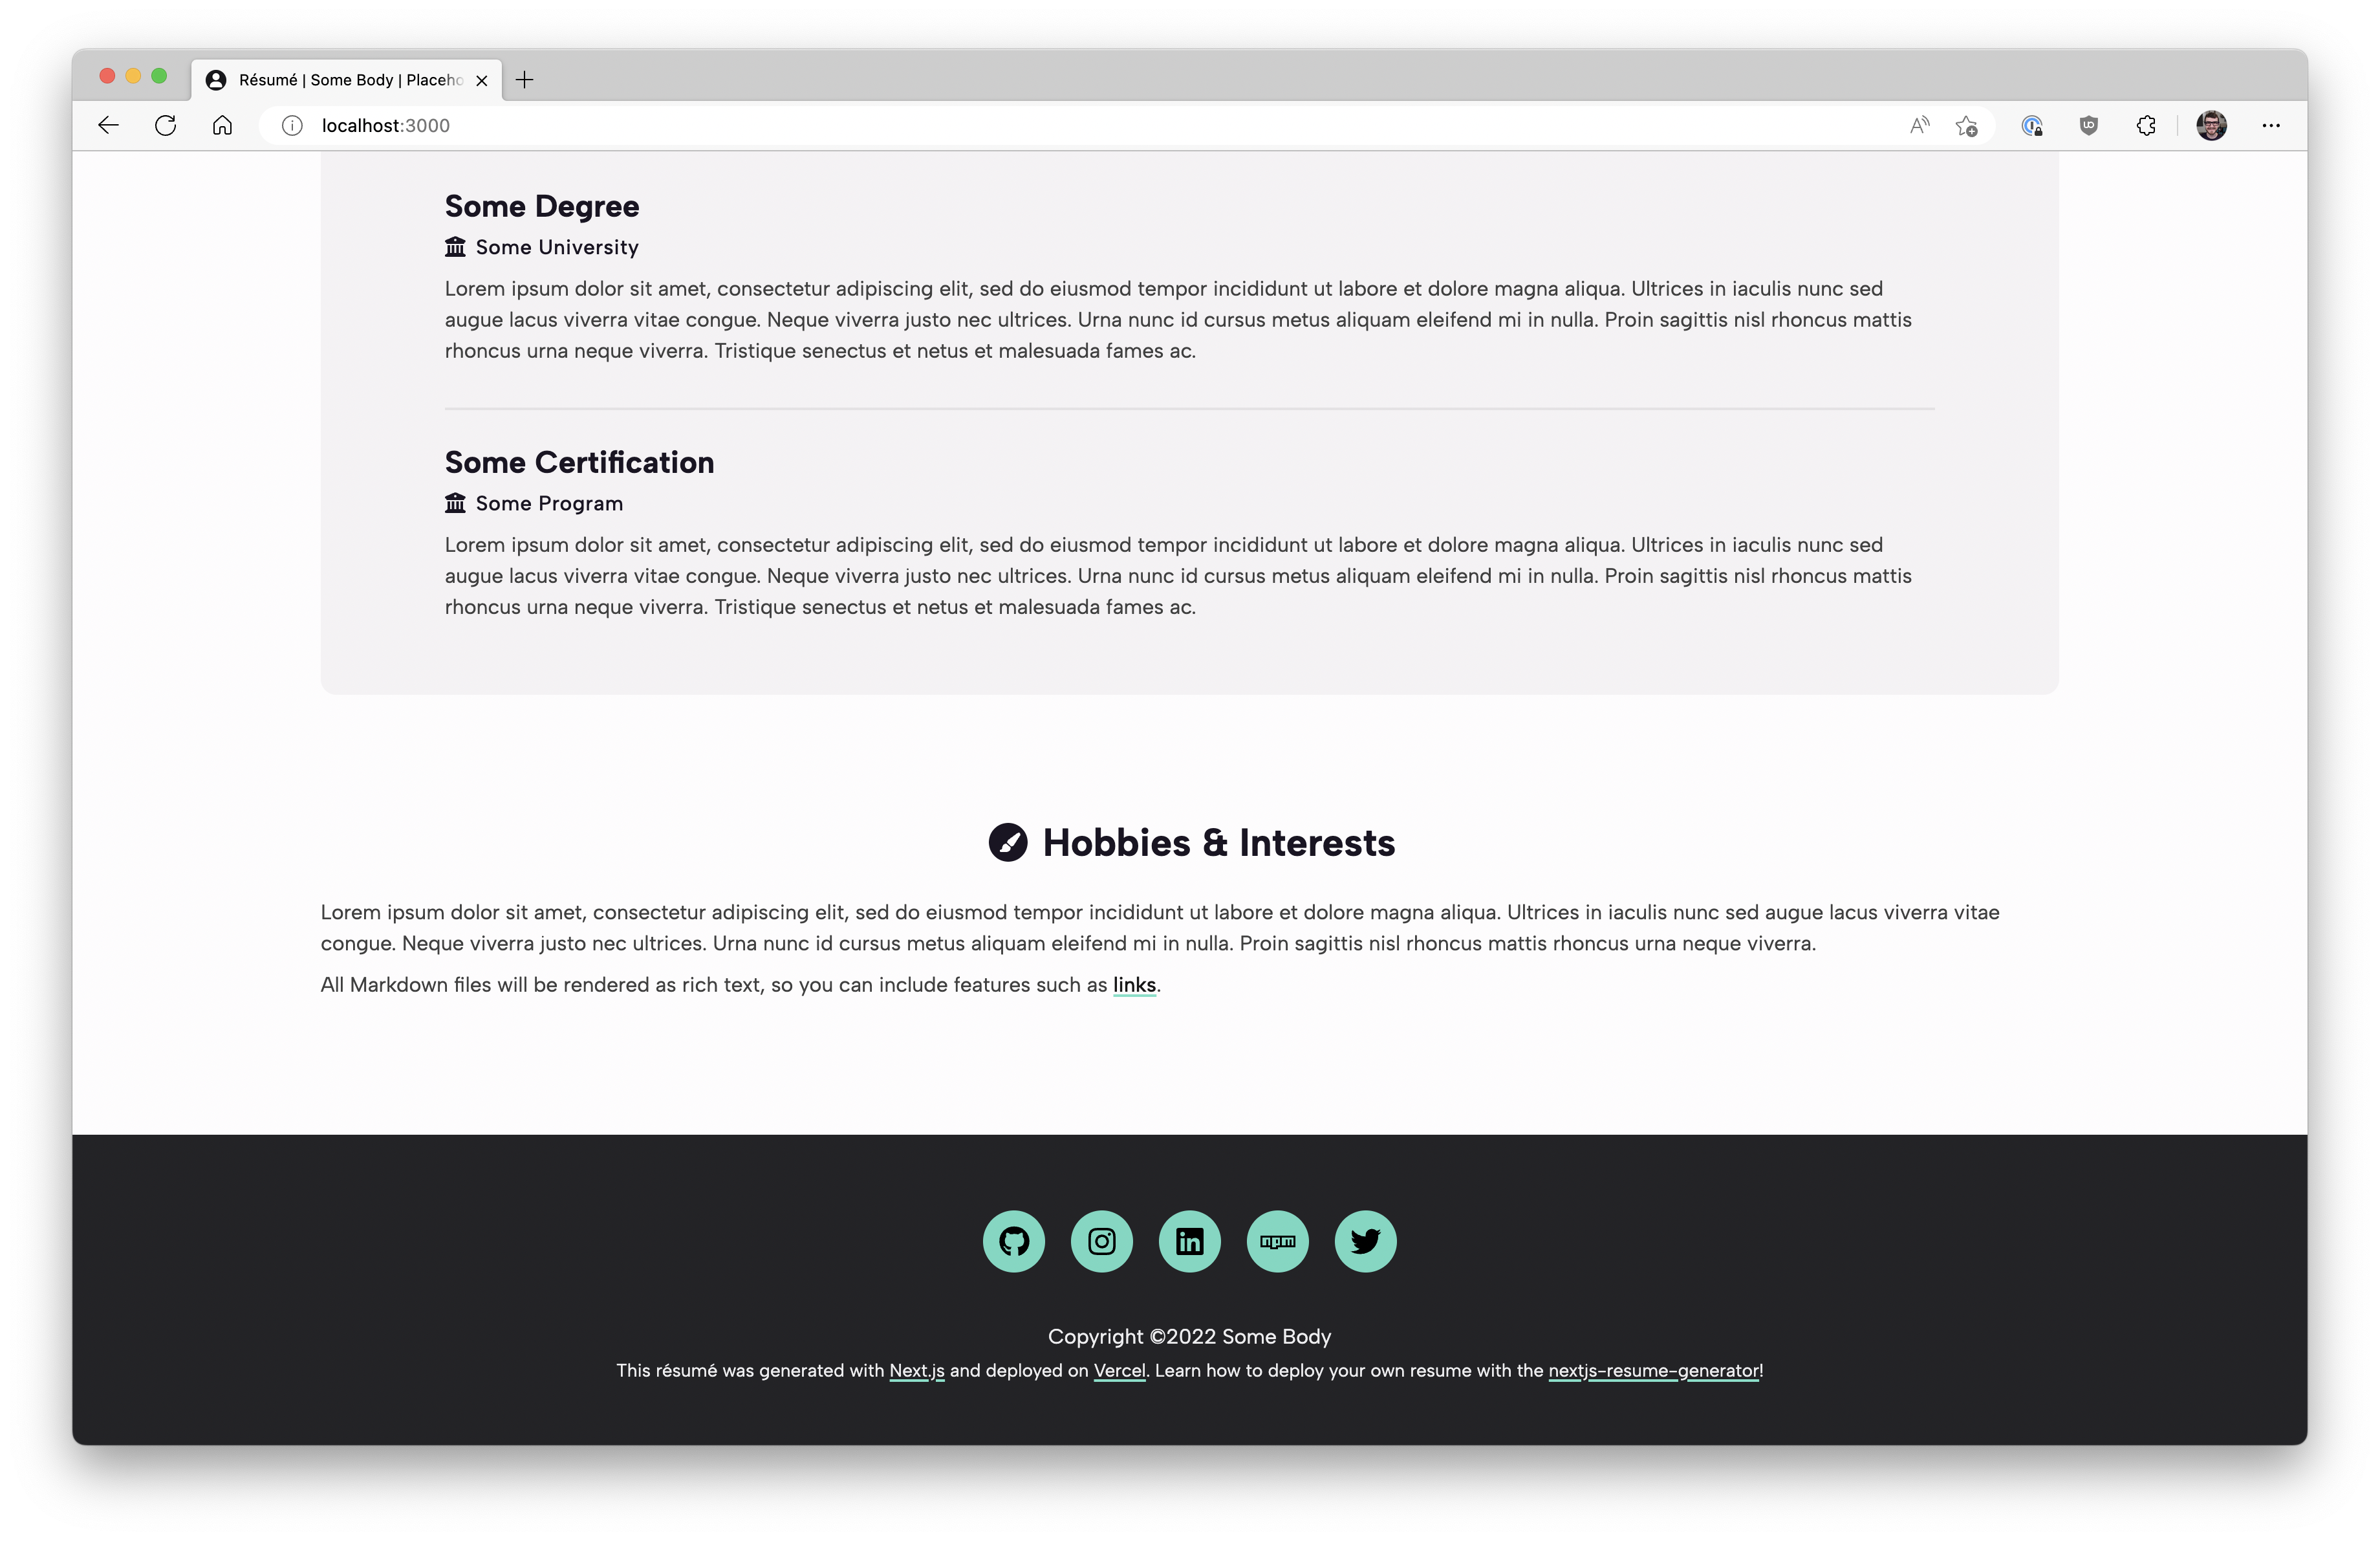 Résumé | Some Body | Placeho
localhost:3000
Some Degree
Some University
Lorem ipsum dolor sit amet, consectetur adipiscing elit, sed do eiusmod tempor incididunt ut labore et dolore magna aliqua. Ultrices in iaculis nunc sed
augue lacus viverra vitae congue. Neque viverra justo nec ultrices. Urna nunc id cursus metus aliquam eleifend mi in nulla. Proin sagittis nisl rhoncus mattis
rhoncus urna neque viverra. Tristique senectus et netus et malesuada fames ac.
Some Certification
Some Program
Lorem ipsum dolor sit amet, consectetur adipiscing elit, sed do eiusmod tempor incididunt ut labore et dolore magna aliqua. Ultrices in iaculis nunc sed
augue lacus viverra vitae congue. Neque viverra justo nec ultrices. Urna nunc id cursus metus aliquam eleifend mi in nulla. Proin sagittis nisl rhoncus mattis
rhoncus urna neque viverra. Tristique senectus et netus et malesuada fames ac.
Hobbies & Interests
Lorem ipsum dolor sit amet, consectetur adipiscing elit, sed do eiusmod tempor incididunt ut labore et dolore magna aliqua. Ultrices in iaculis nunc sed augue lacus viverra vitae
congue. Neque viverra justo nec ultrices. Urna nunc id cursus metus aliquam eleifend mi in nulla. Proin sagittis nisl rhoncus mattis rhoncus urna neque viverra.
All Markdown files will be rendered as rich text, so you can include features such as links.
in npm
Copyright ©2022 Some Body
This résumé was generated with Next.js and deployed on Vercel. Learn how to deploy your own resume with the nextjs-resume-generator!